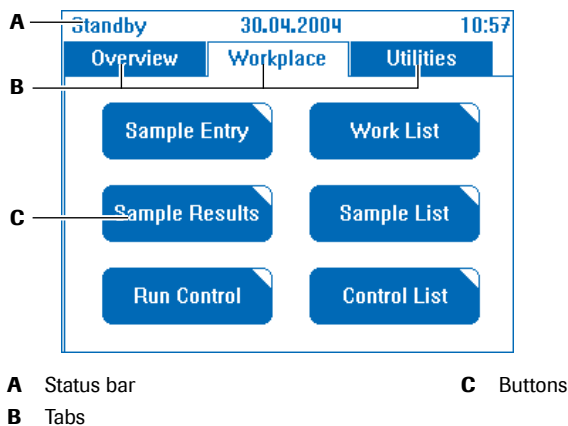 A Standby 30.04.2004 10:57
Overview Workplace Utilities
B
Sample Entry Work List
C Sample Results Sample List
Run Control Control List
A Status bar C Buttons
B Tabs